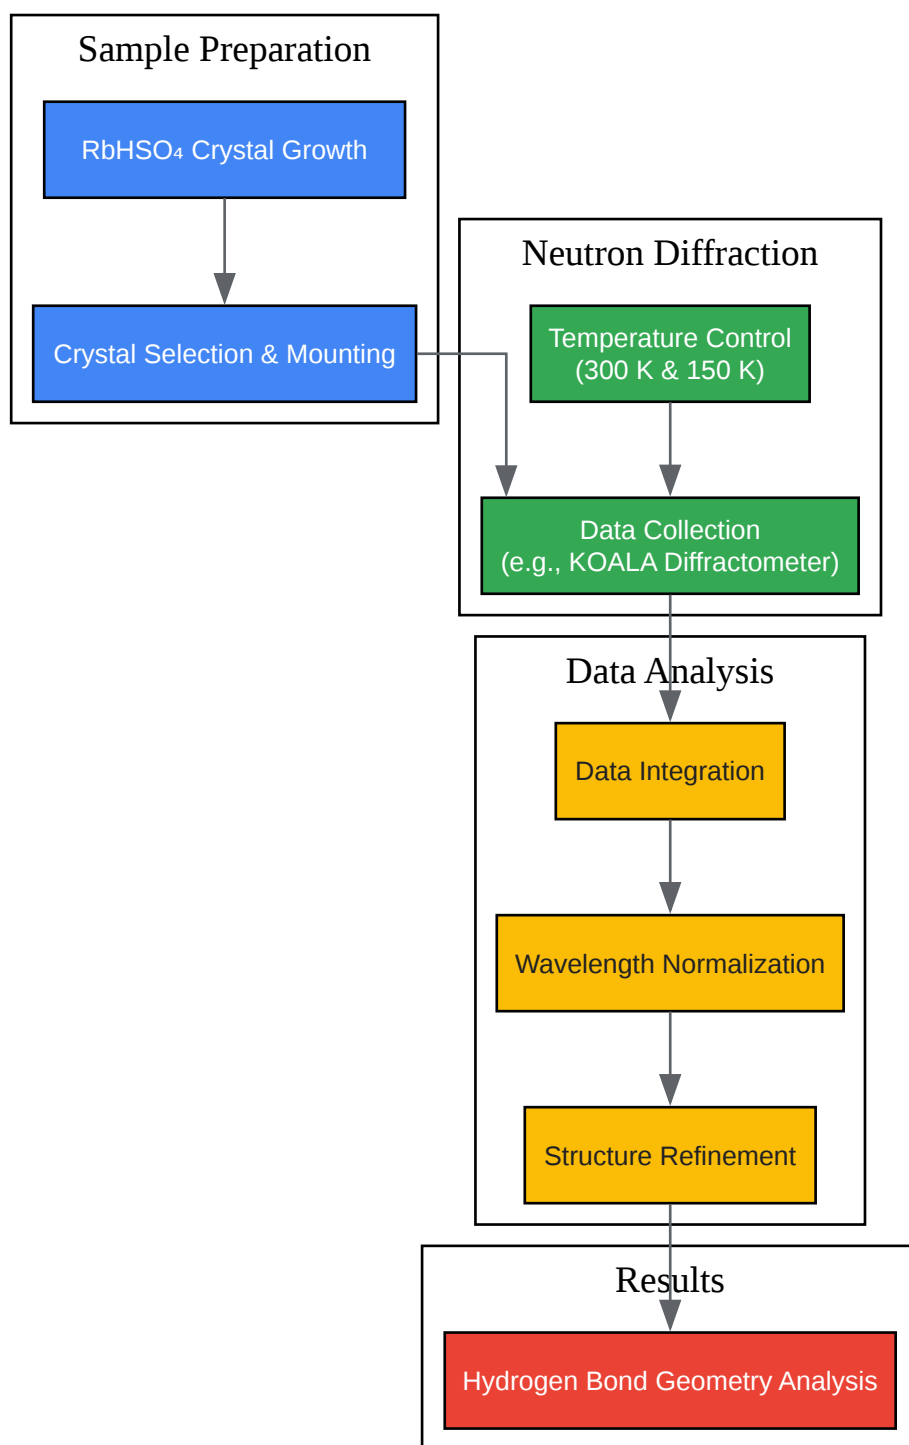 Sample Preparation
RbHSO₄ Crystal Growth
Crystal Selection & Mounting
Neutron Diffraction
Temperature Control
(300 K & 150 K)
Data Collection
(e.g., KOALA Diffractometer)
Data Analysis
Data Integration
Wavelength Normalization
Structure Refinement
Results
Hydrogen Bond Geometry Analysis